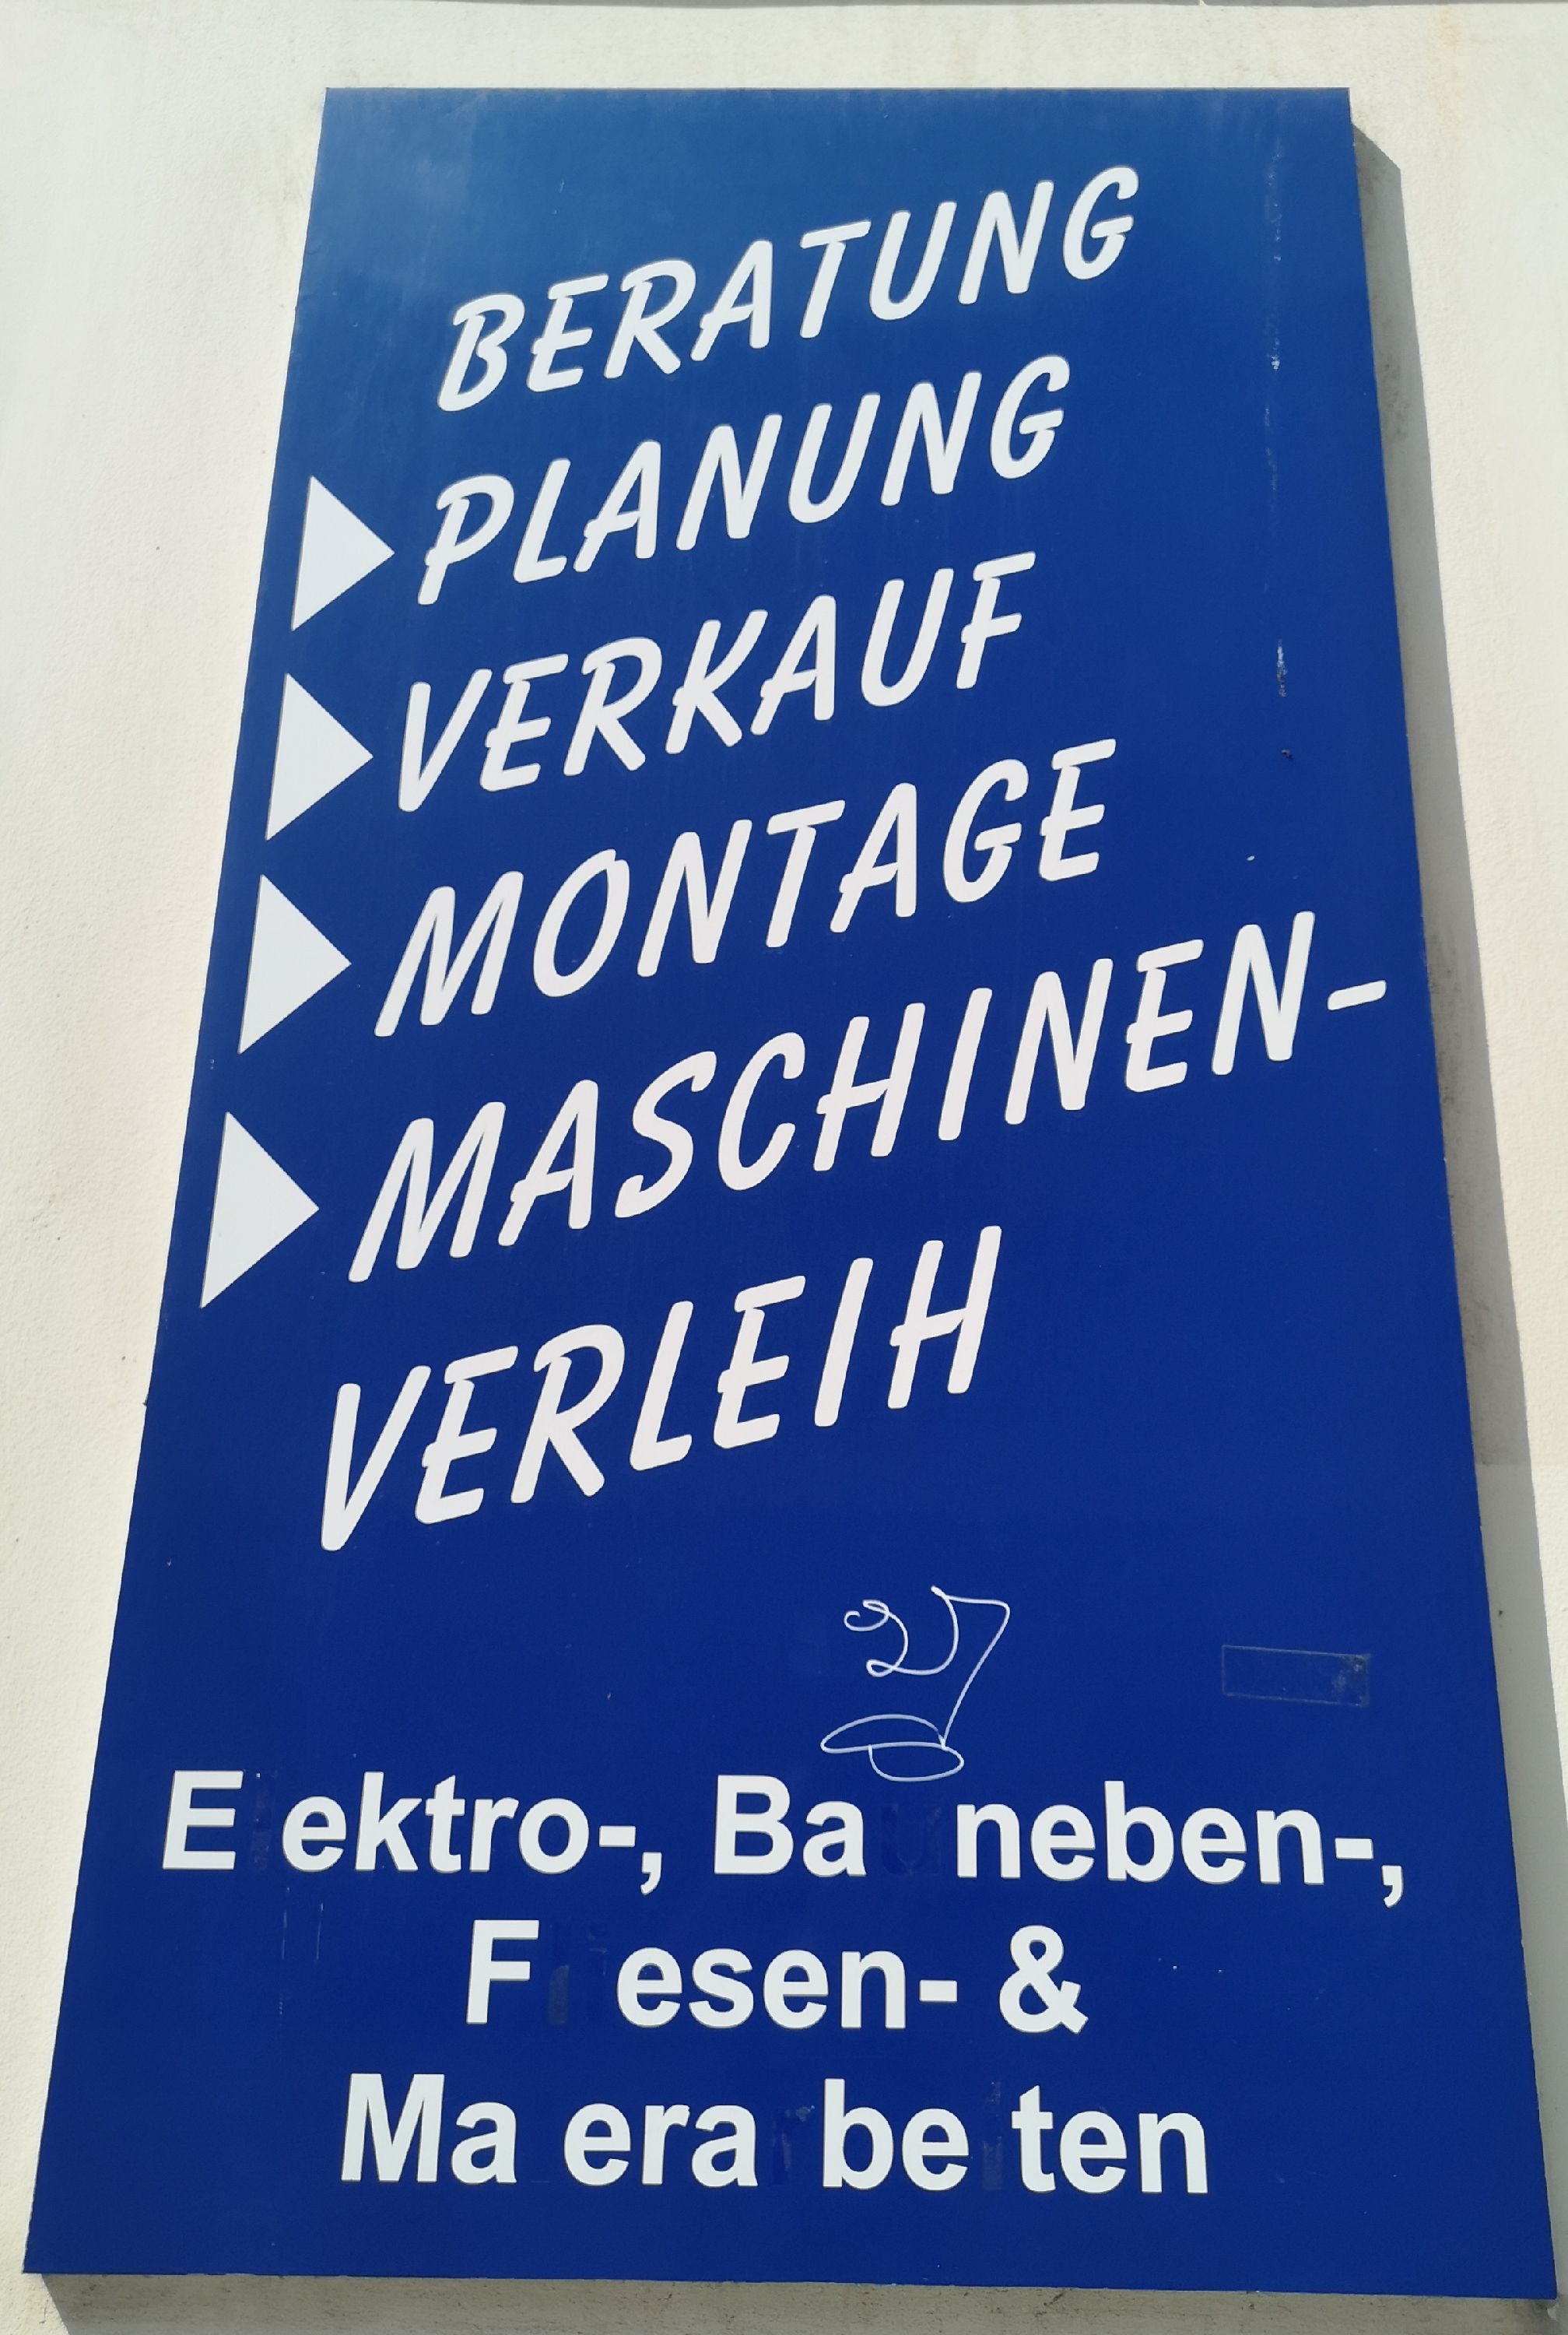 BERATUNG
PLANUNG
VERKAUF
MONTAGE
MASCHINEN-
VERLEIH
E ektro-, Ba neben-,
F esen- &
Ma era be ten